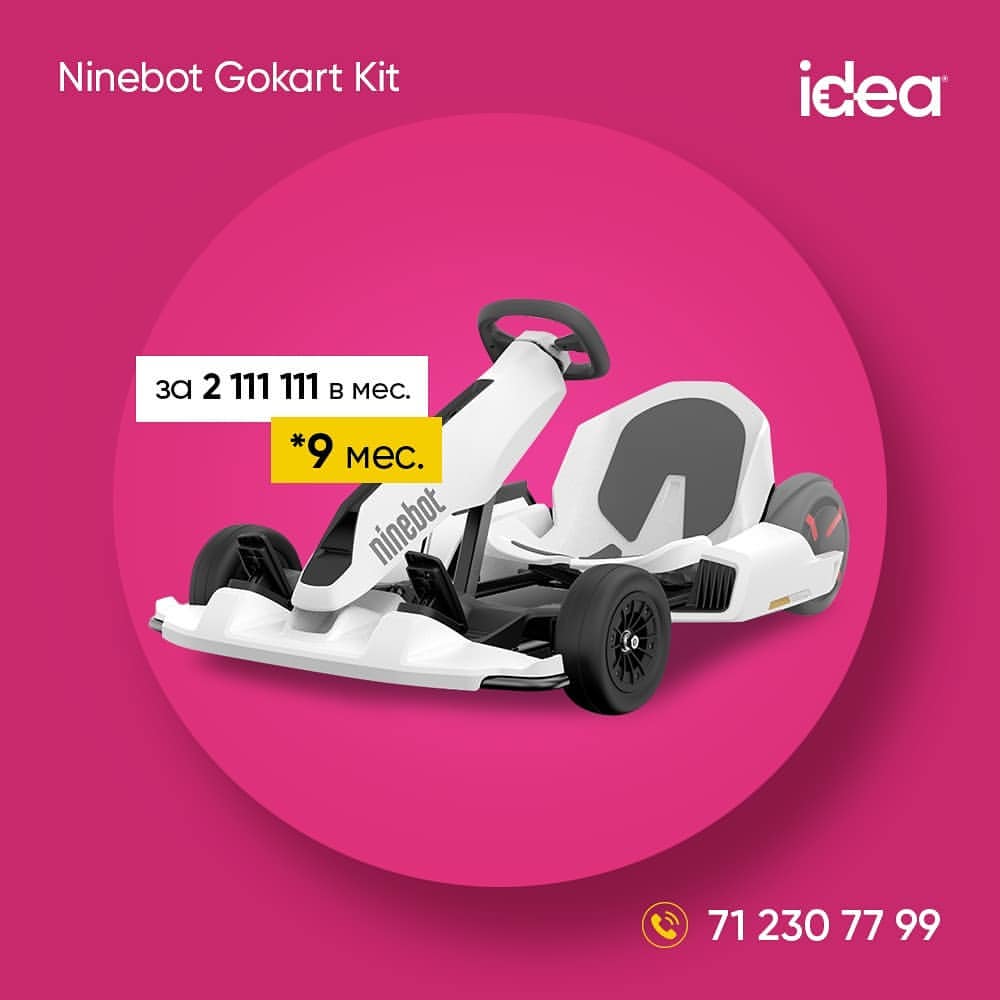 Ninebot Gokart Kit
idea
за 2 111 111 в мес.
*9 мес.
ninebot
71 230 77 99